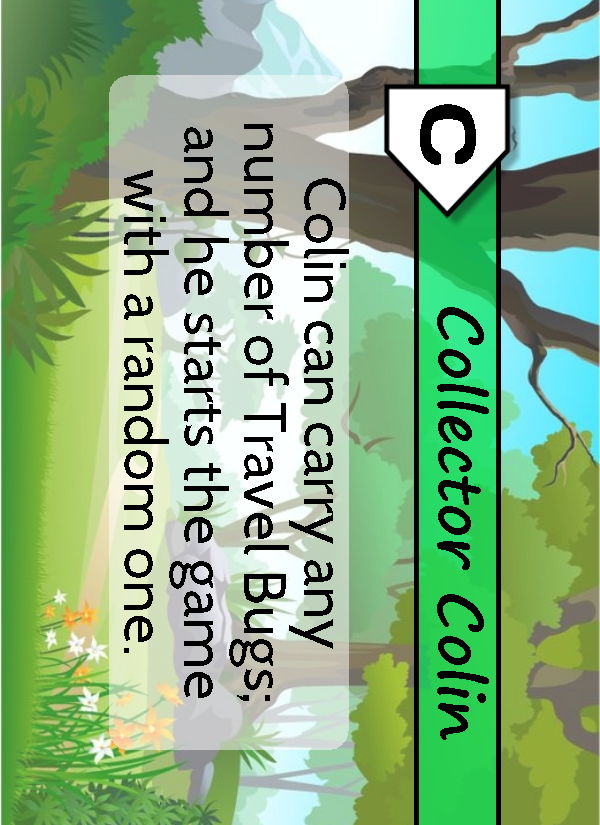 C
Collector Colin
Colin can carry any
number of Travel Bugs;
and he starts the game
with a random one.